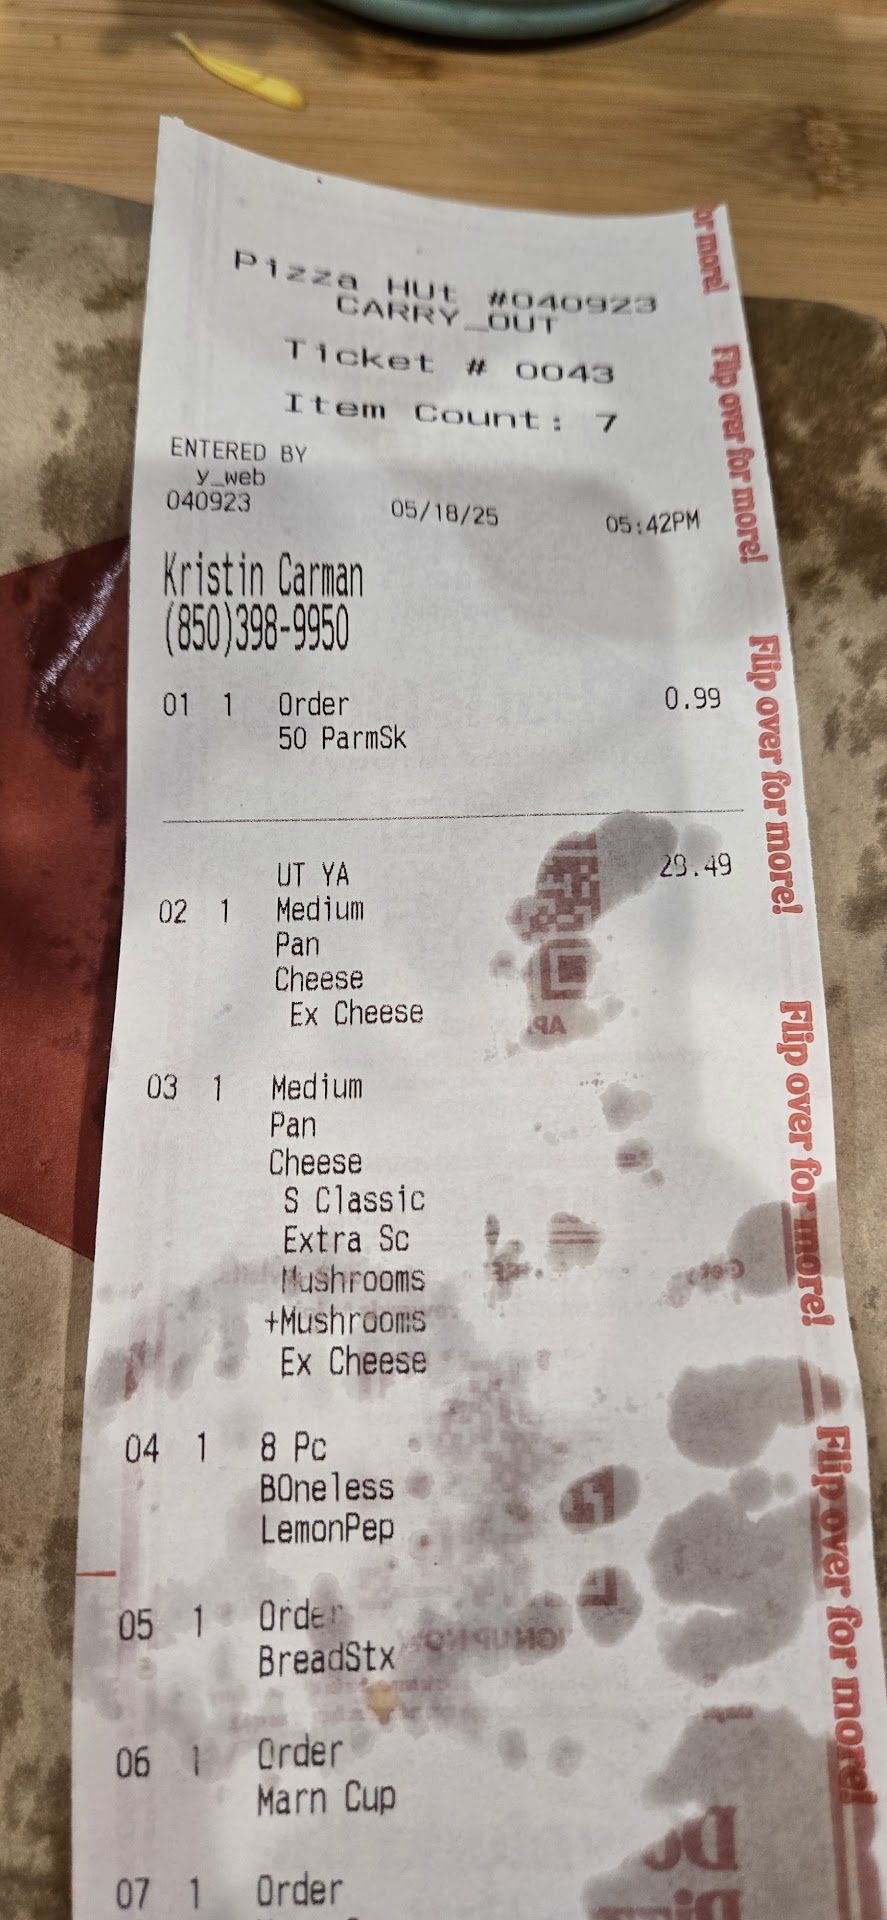 Pizza Hut #040923
CARRY_OUT
Ticket # 0043
Item Count: 7
ENTERED BY
y_web
040923 05/18/25 05:42PM
Kristin Carman
(850)398-9950
01 1 Order 0.99
50 ParmSk
UT YA 29.49
02 1 Medium
Pan
Cheese
Ex Cheese
03 1 Medium
Pan
Cheese
S Classic
Extra Sc
Mushrooms
+Mushrooms
Ex Cheese
04 1 8 Pc
BOneless
LemonPep
05 1 Order
BreadStx
06 1 Order
Marn Cup
07 1 Order
or more!
Flip over for more!
Flip over for more!
Flip over for more!
Flip over for more!